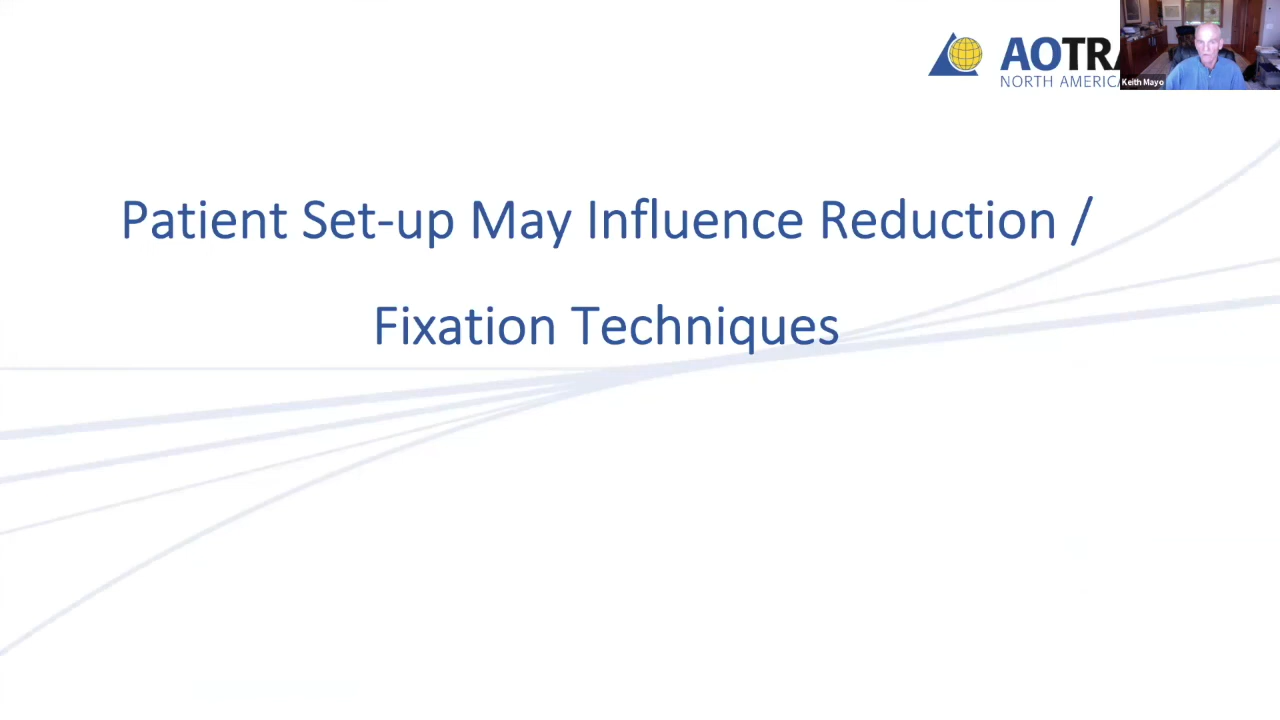 AOTRA
NORTH AMERICA
Keith Mayo
Patient Set-up May Influence Reduction /
Fixation Techniques